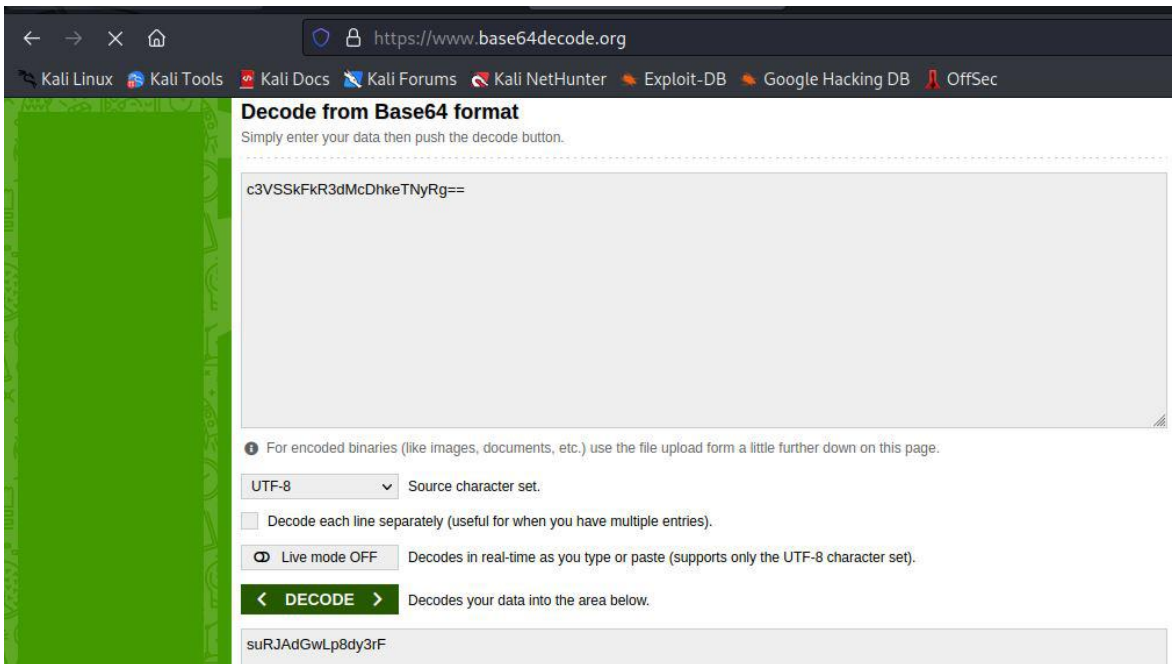 https://www.base64decode.org
Kali Linux Kali Tools Kali Docs Kali Forums Kali NetHunter Exploit-DB Google Hacking DB OffSec
Decode from Base64 format
Simply enter your data then push the decode button.
c3VSSkFkR3dMcDhkeTNyRg==
For encoded binaries (like images, documents, etc.) use the file upload form a little further down on this page.
UTF-8 Source character set.
Decode each line separately (useful for when you have multiple entries).
Live mode OFF Decodes in real-time as you type or paste (supports only the UTF-8 character set).
< DECODE > Decodes your data into the area below.
suRJAdGwLp8dy3rF